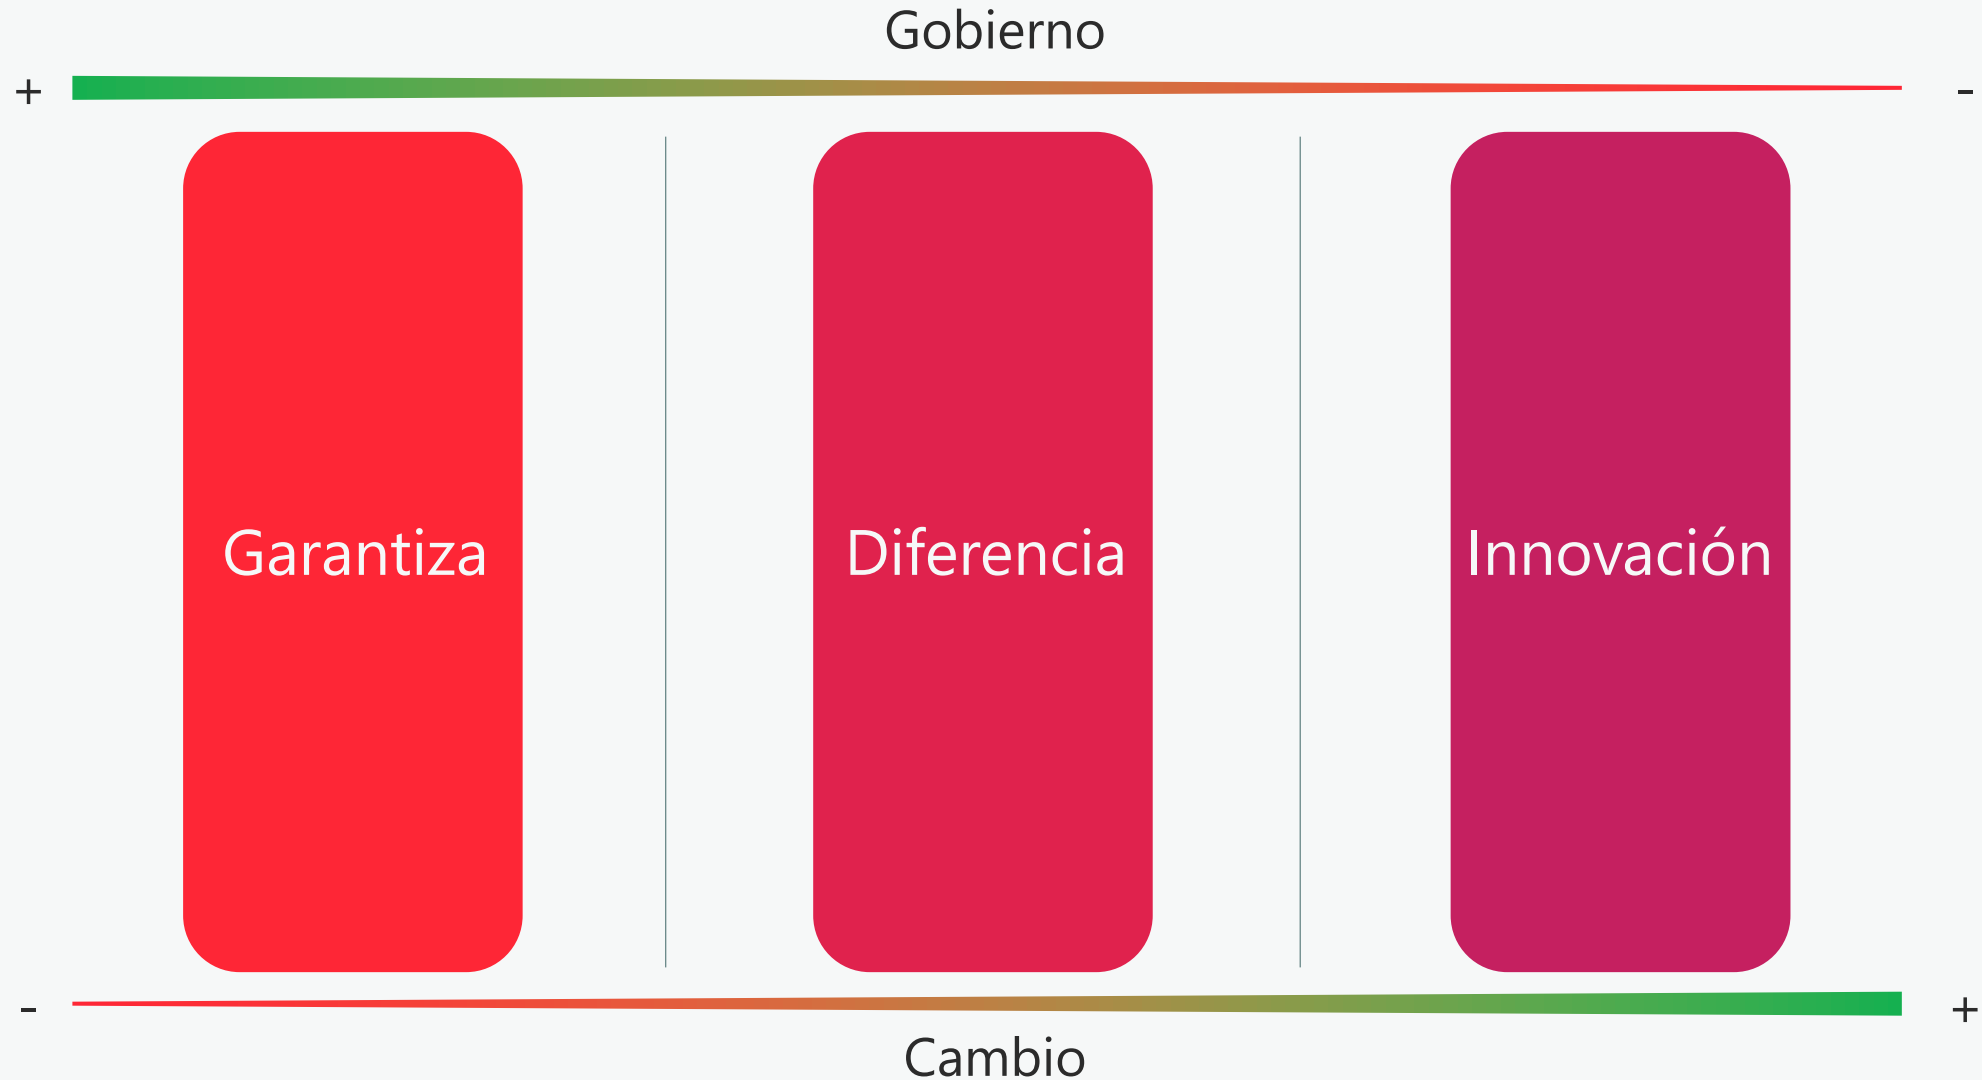 Gobierno
+ -
Garantiza Diferencia Innovación
- +
Cambio